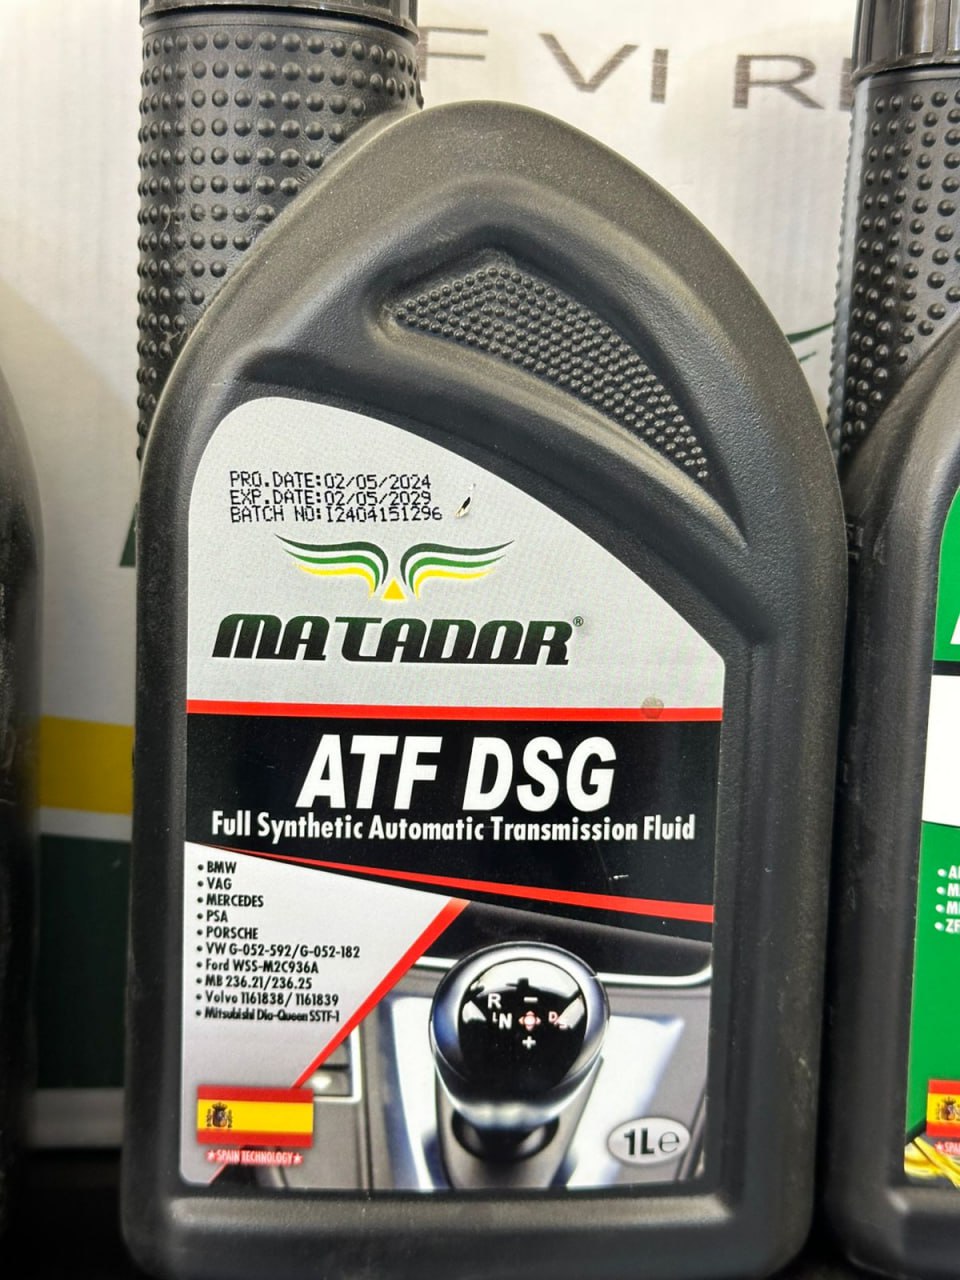 F VI R
PRO.DATE:02/05/2024
EXP.DATE:02/05/2029
BATCH NO:I2404151296
MATADOR®
ATF DSG
Full Synthetic Automatic Transmission Fluid
• BMW
• VAG
• MERCEDES
• PSA
• PORSCHE
• VW G-052-592/G-052-182
• Ford WSS-M2C936A
• MB 236.21/236.25
• Volvo 1161838/ 1161839
• Mitsubishi Dia-Queen SSTF-1
R −
L N D S
+
SPAIN TECHNOLOGY
1L e